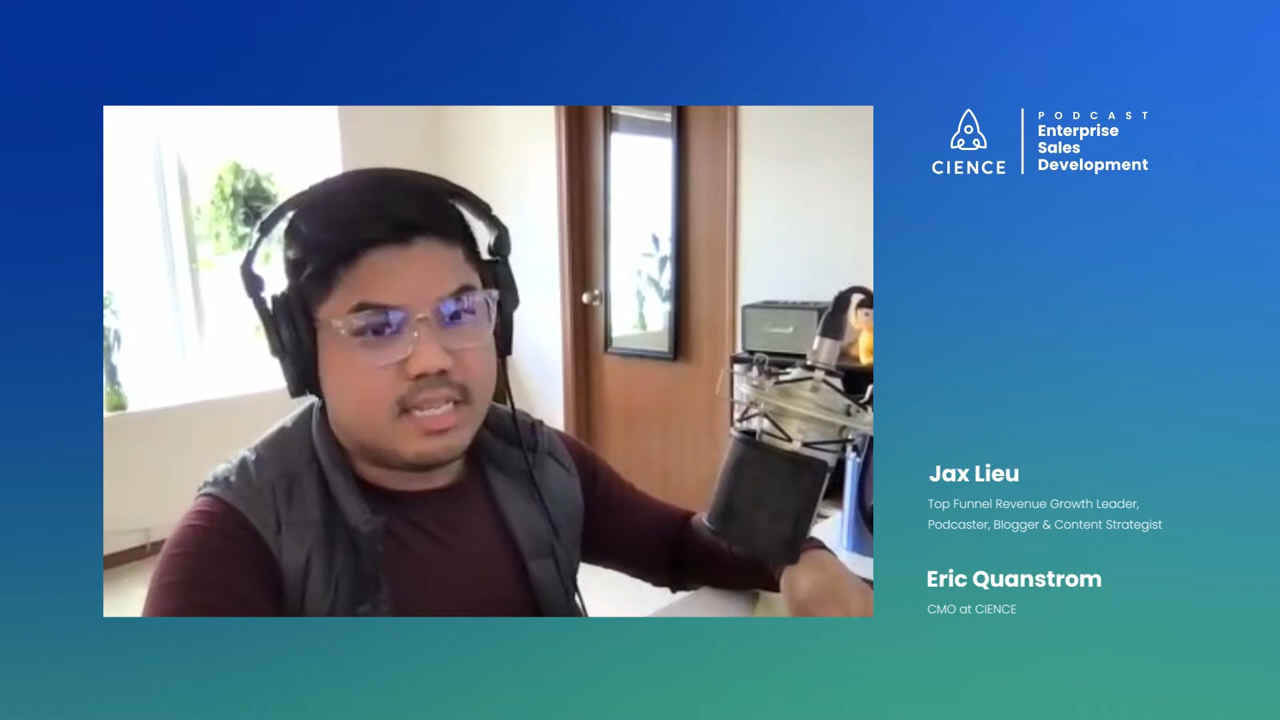 PODCAST
CIENCE
Enterprise
Sales
Development
Jax Lieu
Top Funnel Revenue Growth Leader,
Podcaster, Blogger & Content Strategist
Eric Quanstrom
CMO at CIENCE